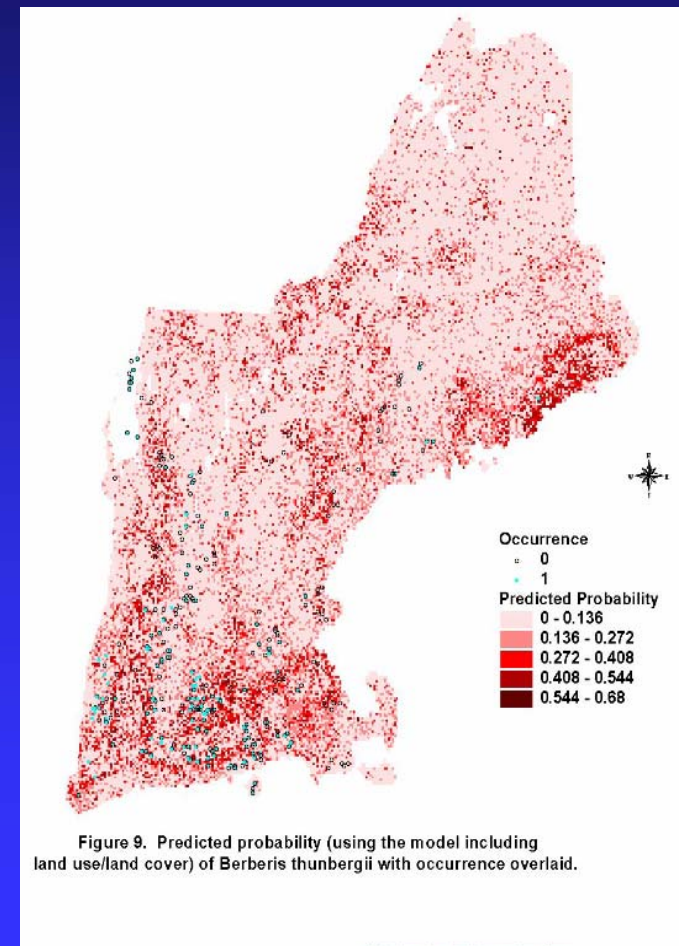 Occurrence
0
1
Predicted Probability
0 - 0.136
0.136 - 0.272
0.272 - 0.408
0.408 - 0.544
0.544 - 0.68
Figure 9. Predicted probability (using the model including
land use/land cover) of Berberis thunbergii with occurrence overlaid.